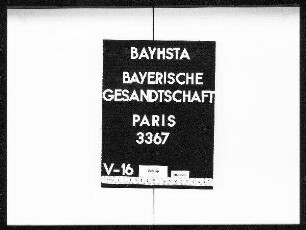 BAYHSTA
BAYERISCHE
GESANDTSCHAFT
PARIS
3367
V-16